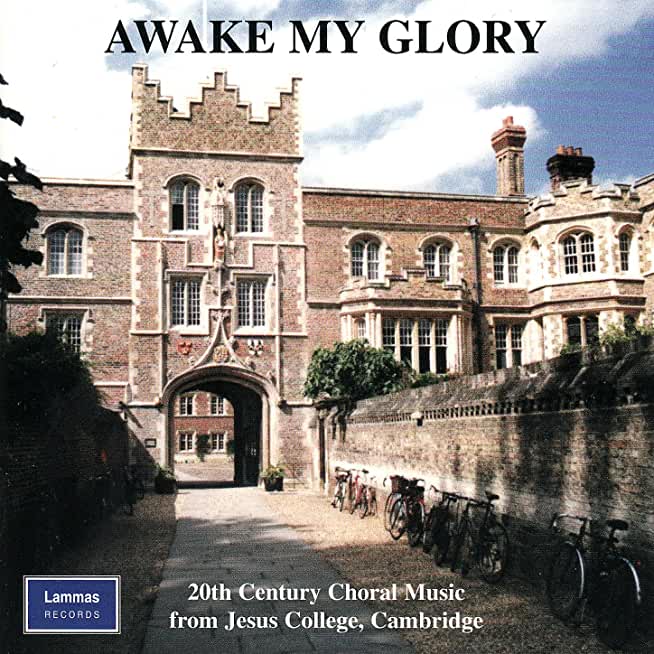 AWAKE MY GLORY
20th Century Choral Music
from Jesus College, Cambridge
Lammas
RECORDS